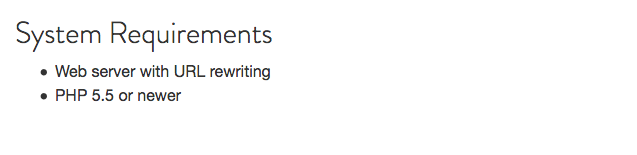 System Requirements
• Web server with URL rewriting
• PHP 5.5 or newer